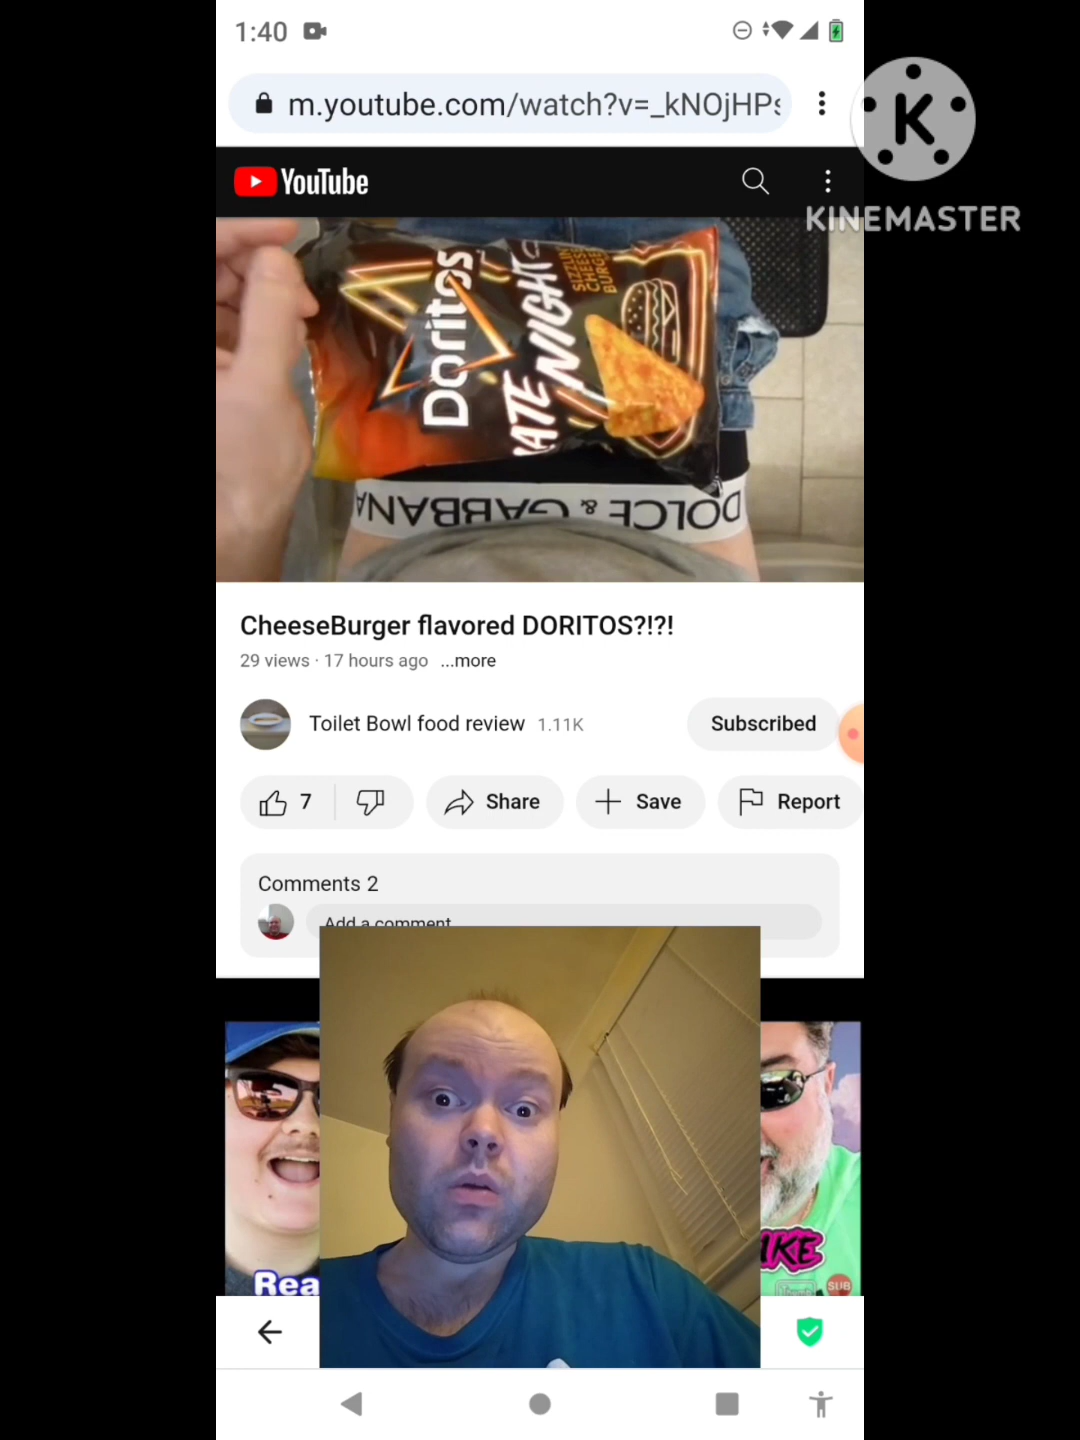 1:40
m.youtube.com/watch?v=_kNOjHPs
K
KINEMASTER
YouTube
Doritos
LATE NIGHT
SIZZLIN
CHEESE
BURGER
DOLCE & GABBANA
CheeseBurger flavored DORITOS?!?!
29 views · 17 hours ago ...more
Toilet Bowl food review 1.11K
Subscribed
7
Share
Save
Report
Comments 2
Add a comment
Rea
AKE
SUB